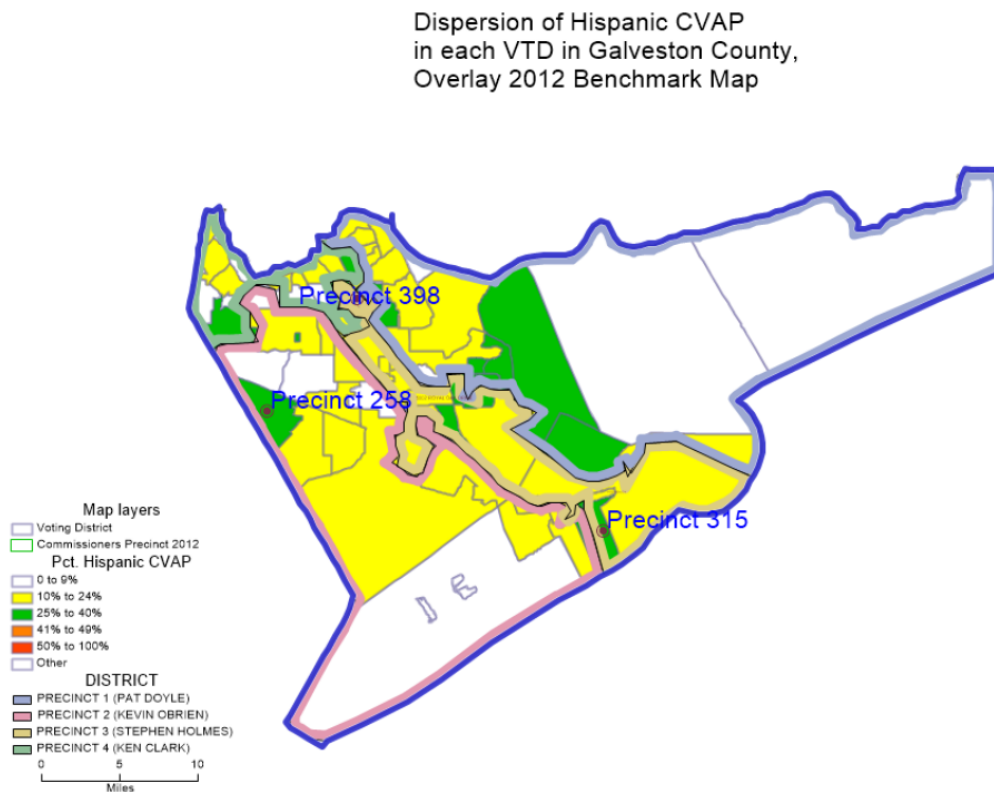 Dispersion of Hispanic CVAP
in each VTD in Galveston County,
Overlay 2012 Benchmark Map
Precinct 398
Precinct 258
Precinct 315
Map layers
Voting District
Commissioners Precinct 2012
Pct. Hispanic CVAP
0 to 9%
10% to 24%
25% to 40%
41% to 49%
50% to 100%
Other
DISTRICT
PRECINCT 1 (PAT DOYLE)
PRECINCT 2 (KEVIN OBRIEN)
PRECINCT 3 (STEPHEN HOLMES)
PRECINCT 4 (KEN CLARK)
0 5 10
Miles